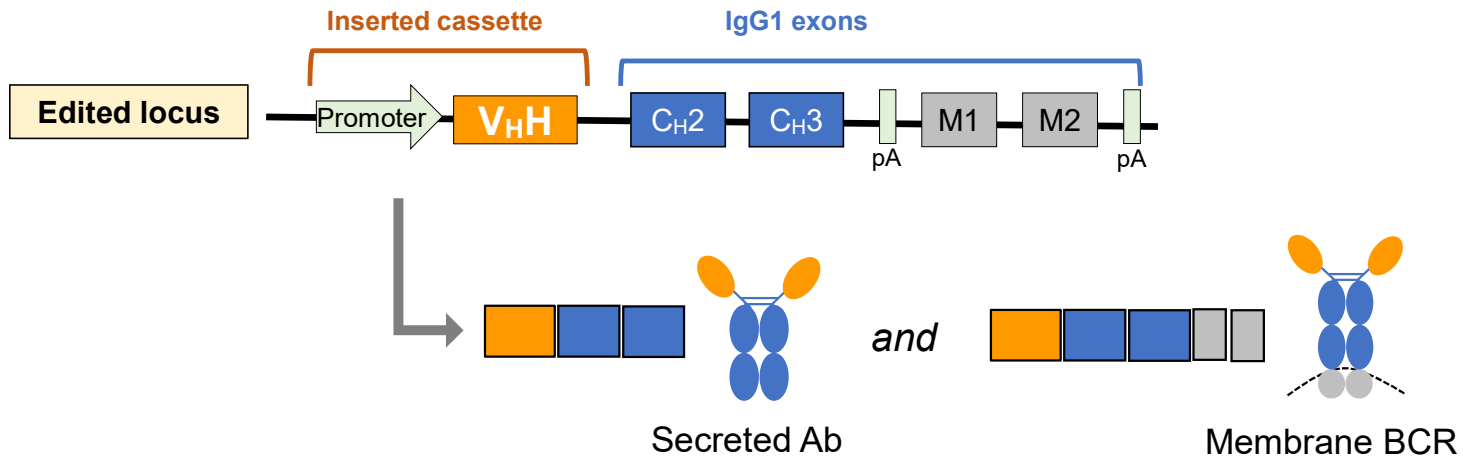 Inserted cassette
IgG1 exons
Edited locus
Promoter
VHH
CH2
CH3
pA
M1
M2
pA
and
Secreted Ab
Membrane BCR